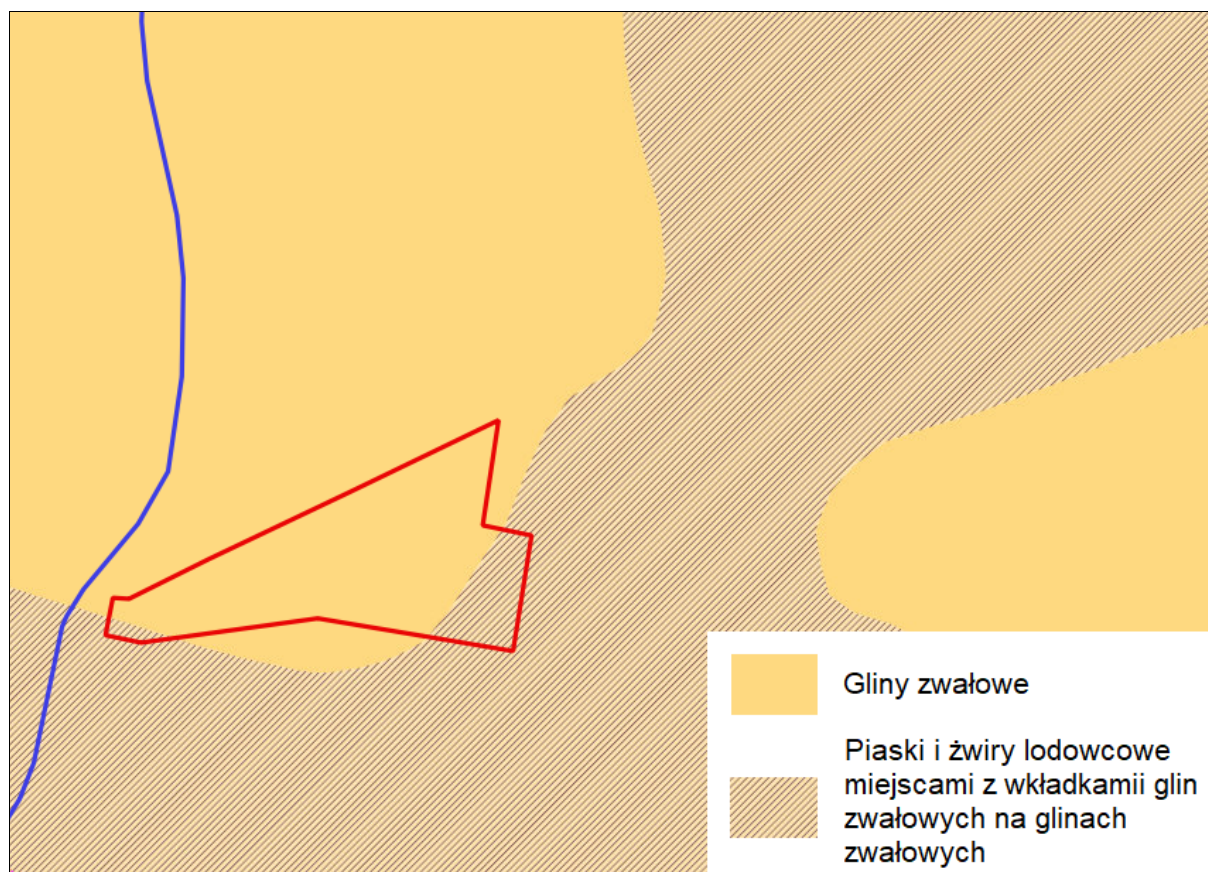 Gliny zwałowe
Piaski i żwiry lodowcowe
miejscami z wkładkamii glin
zwałowych na glinach
zwałowych